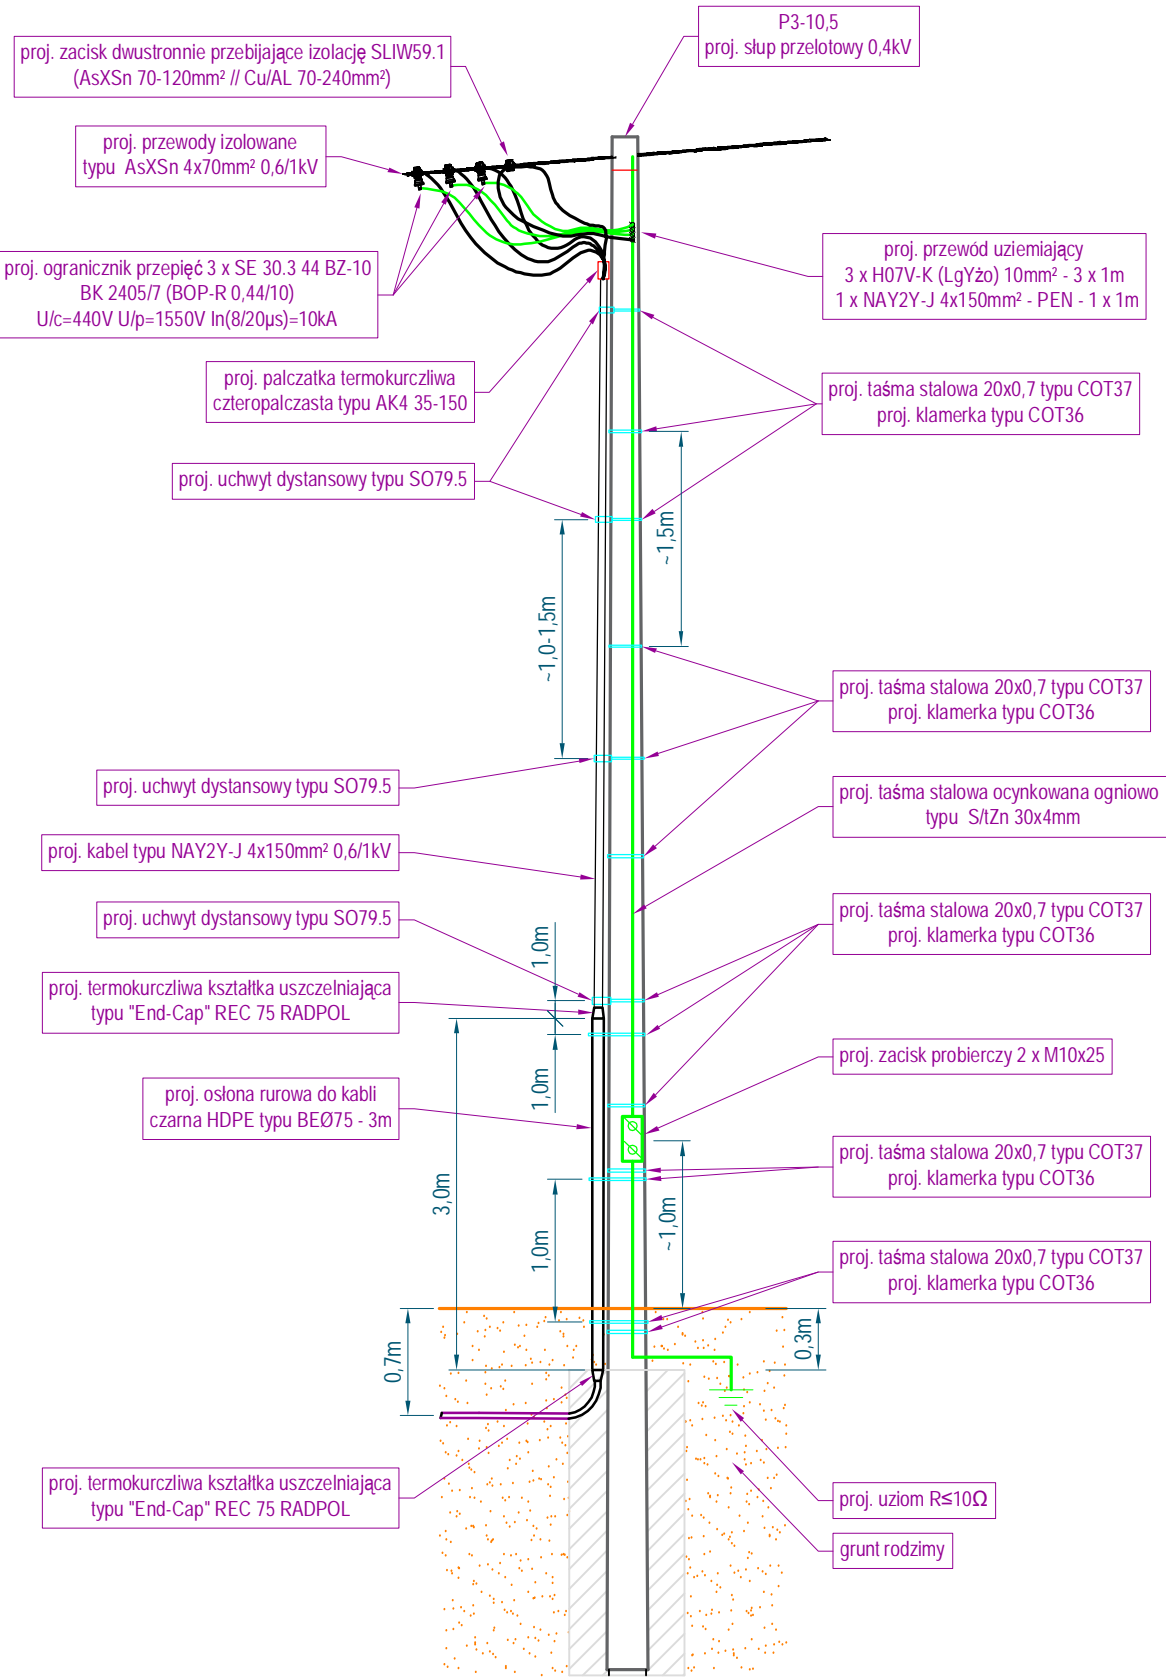 P3-10,5
proj. słup przelotowy 0,4kV
proj. zacisk dwustronnie przebijające izolację SLIW59.1
(AsXSn 70-120mm² // Cu/AL 70-240mm²)
proj. przewody izolowane
typu AsXSn 4x70mm² 0,6/1kV
proj. ogranicznik przepięć 3 x SE 30.3 44 BZ-10
BK 2405/7 (BOP-R 0,44/10)
U/c=440V U/p=1550V In(8/20µs)=10kA
proj. przewód uziemiający
3 x H07V-K (LgYżo) 10mm² - 3 x 1m
1 x NAY2Y-J 4x150mm² - PEN - 1 x 1m
proj. palczatka termokurczliwa
czteropalczasta typu AK4 35-150
proj. taśma stalowa 20x0,7 typu COT37
proj. klamerka typu COT36
proj. uchwyt dystansowy typu SO79.5
~1,5m
~1,0-1,5m
proj. taśma stalowa 20x0,7 typu COT37
proj. klamerka typu COT36
proj. uchwyt dystansowy typu SO79.5
proj. taśma stalowa ocynkowana ogniowo
typu S/tZn 30x4mm
proj. kabel typu NAY2Y-J 4x150mm² 0,6/1kV
proj. uchwyt dystansowy typu SO79.5
proj. taśma stalowa 20x0,7 typu COT37
proj. klamerka typu COT36
1,0m
proj. termokurczliwa kształtka uszczelniająca
typu "End-Cap" REC 75 RADPOL
1,0m
proj. zacisk probierczy 2 x M10x25
proj. osłona rurowa do kabli
czarna HDPE typu BEØ75 - 3m
proj. taśma stalowa 20x0,7 typu COT37
proj. klamerka typu COT36
3,0m
1,0m
~1,0m
proj. taśma stalowa 20x0,7 typu COT37
proj. klamerka typu COT36
0,7m
0,3m
proj. termokurczliwa kształtka uszczelniająca
typu "End-Cap" REC 75 RADPOL
proj. uziom R≤10Ω
grunt rodzimy